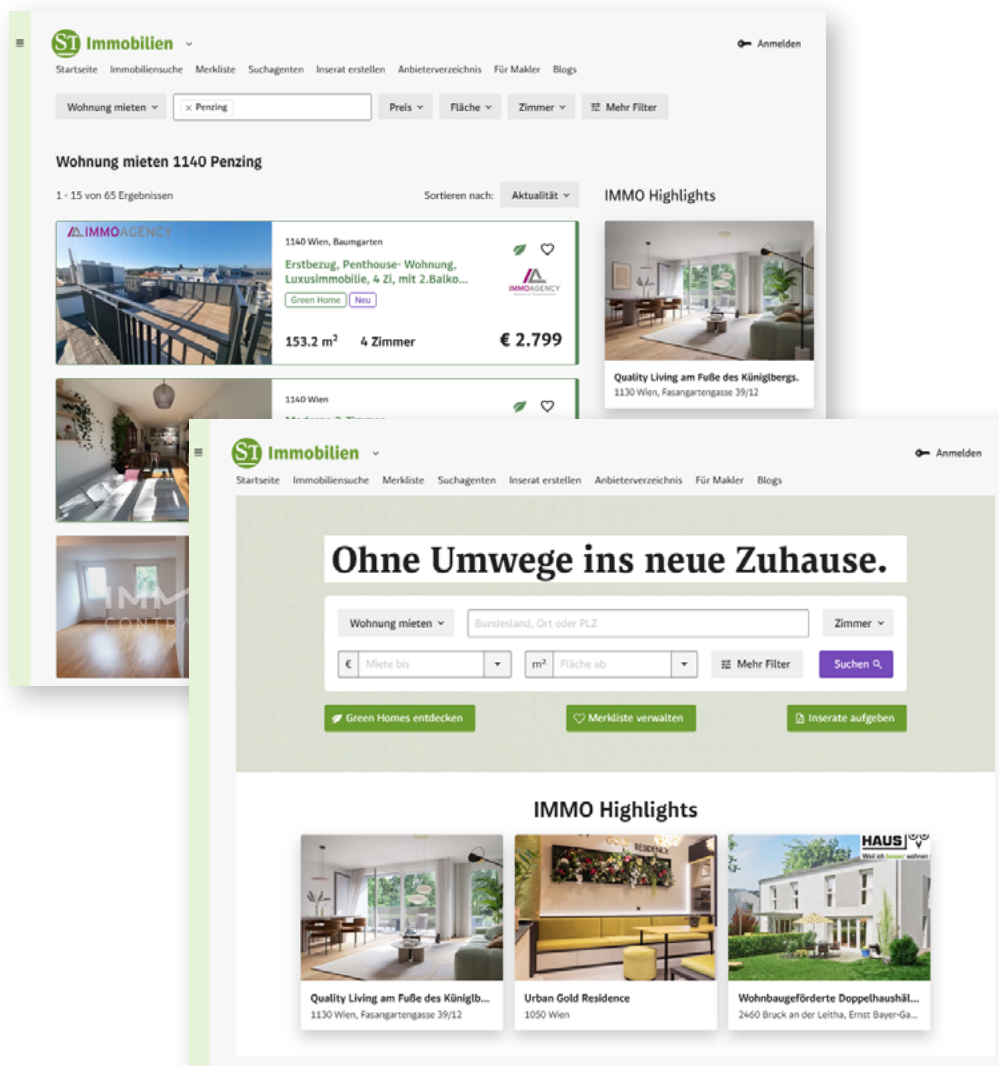 ST Immobilien
Anmelden
Startseite Immobiliensuche Merkliste Suchagenten Inserat erstellen Anbieterverzeichnis Für Makler Blogs
Wohnung mieten × Penzing Preis Fläche Zimmer Mehr Filter
Wohnung mieten 1140 Penzing
1 - 15 von 65 Ergebnissen Sortieren nach: Aktualität
IMMOAGENCY
1140 Wien, Baumgarten
Erstbezug, Penthouse- Wohnung,
Luxusimmobilie, 4 Zi, mit 2.Balko...
Green Home Neu
IMMOAGENCY
153.2 m² 4 Zimmer € 2.799
1140 Wien
IMMO Highlights
Quality Living am Fuße des Küniglbergs.
1130 Wien, Fasangartengasse 39/12
ST Immobilien
Anmelden
Startseite Immobiliensuche Merkliste Suchagenten Inserat erstellen Anbieterverzeichnis Für Makler Blogs
Ohne Umwege ins neue Zuhause.
Wohnung mieten Bundesland, Ort oder PLZ Zimmer
€ Miete bis m² Fläche ab Mehr Filter Suchen
Green Homes entdecken Merkliste verwalten Inserate aufgeben
IMMO Highlights
GOLD RESIDENCE
HAUS
Weil ich besser wohnen
Quality Living am Fuße des Küniglb...
1130 Wien, Fasangartengasse 39/12
Urban Gold Residence
1050 Wien
Wohnbaugeförderte Doppelhaushäl...
2460 Bruck an der Leitha, Ernst Bayer-Ga...